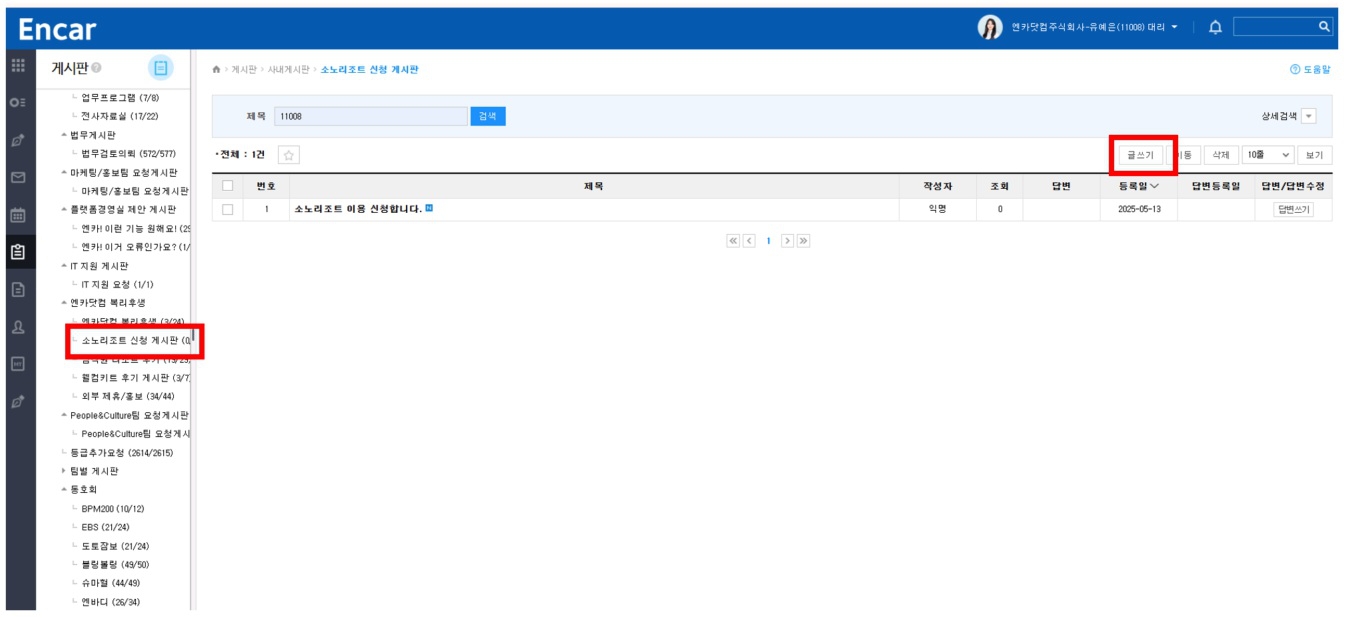 Encar
엔카닷컴주식회사-유예은(11008) 대리
게시판
업무프로그램 (7/8)
전사자료실 (17/22)
법무게시판
법무검토의뢰 (572/577)
마케팅/홍보팀 요청게시판
마케팅/홍보팀 요청게시판
플랫폼경영실 제안 게시판
엔카! 이런 기능 원해요! (29
엔카! 이거 오류인가요? (1/
IT 지원 게시판
IT 지원 요청 (1/1)
엔카닷컴 복리후생
엔카닷컴 복리후생 (3/24)
소노리조트 신청 게시판 (0
웰컴키트 후기 게시판 (3/7
외부 제휴/홍보 (34/44)
People&Culture팀 요청게시판
People&Culture팀 요청게시
등급추가요청 (2614/2615)
팀별 게시판
동호회
BPM200 (10/12)
EBS (21/24)
도토잠보 (21/24)
볼링볼링 (49/50)
슈마헐 (44/49)
엔바디 (26/34)
게시판 > 사내게시판 > 소노리조트 신청 게시판
도움말
제목 11008 검색 상세검색
•전체 : 1건
글쓰기 이동 삭제 10줄 보기
번호 제목 작성자 조회 답변 등록일 답변등록일 답변/답변수정
1 소노리조트 이용 신청합니다. N 익명 0 2025-05-13 답변쓰기
1